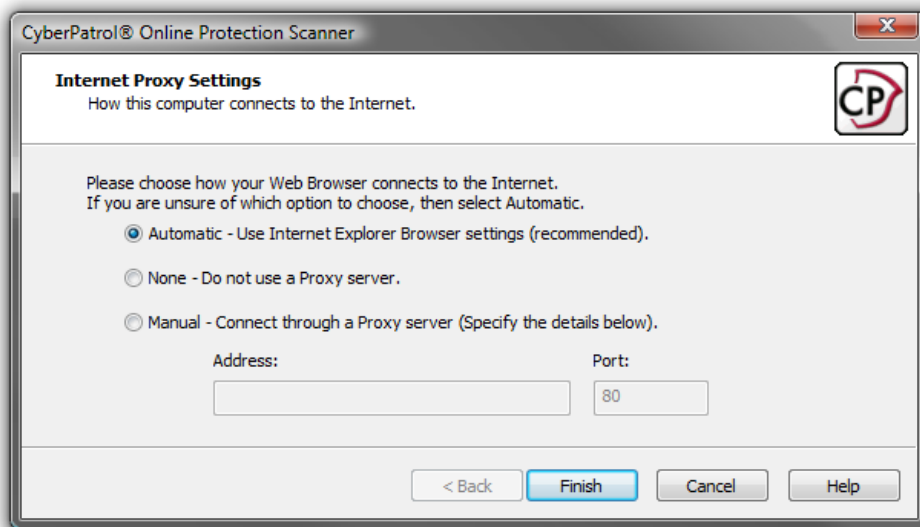 CyberPatrol® Online Protection Scanner
Internet Proxy Settings
How this computer connects to the Internet.
CP
Please choose how your Web Browser connects to the Internet.
If you are unsure of which option to choose, then select Automatic.
Automatic - Use Internet Explorer Browser settings (recommended).
None - Do not use a Proxy server.
Manual - Connect through a Proxy server (Specify the details below).
Address: Port:
80
< Back Finish Cancel Help